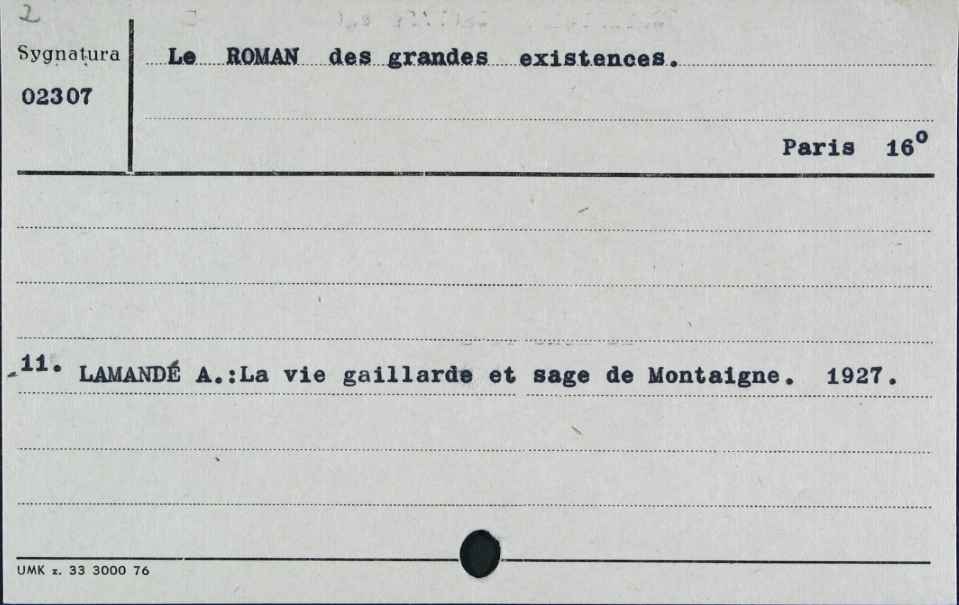 2
Sygnatura
02307
Le ROMAN des grandes existences.
Paris 16º
11. LAMANDÉ A.:La vie gaillarde et sage de Montaigne. 1927.
UMK z. 33 3000 76